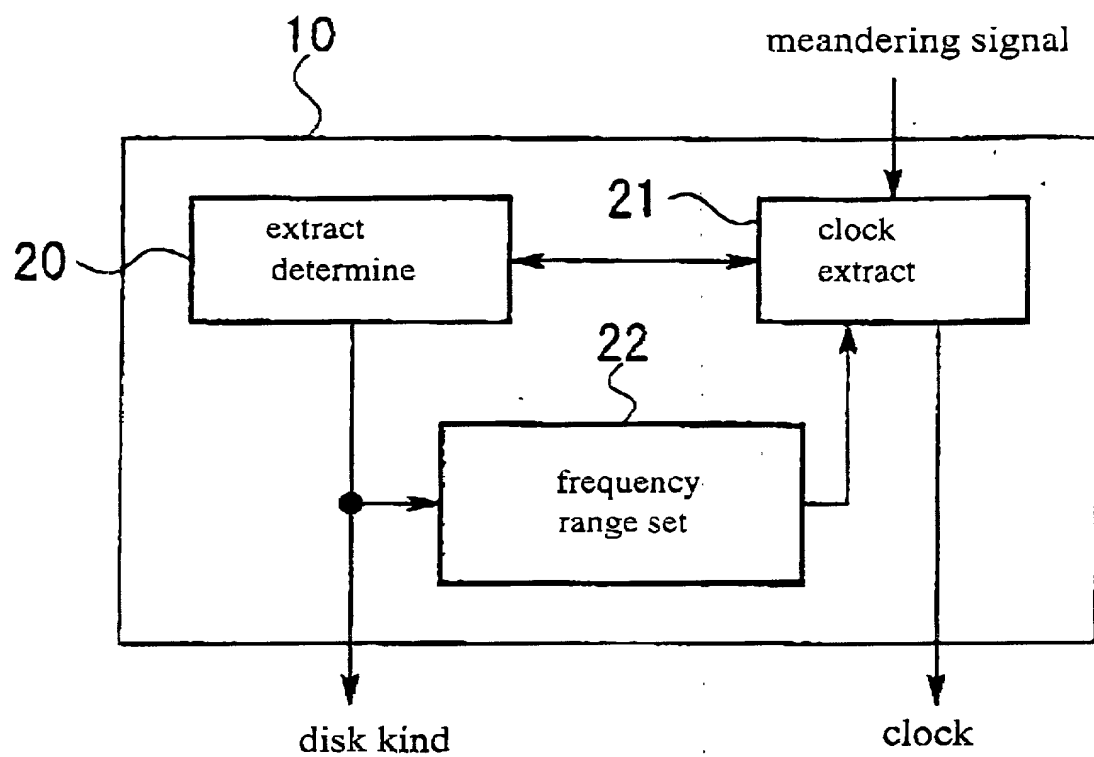 10
meandering signal
21
extract
determine
clock
extract
20
22
frequency
range set
disk kind
clock